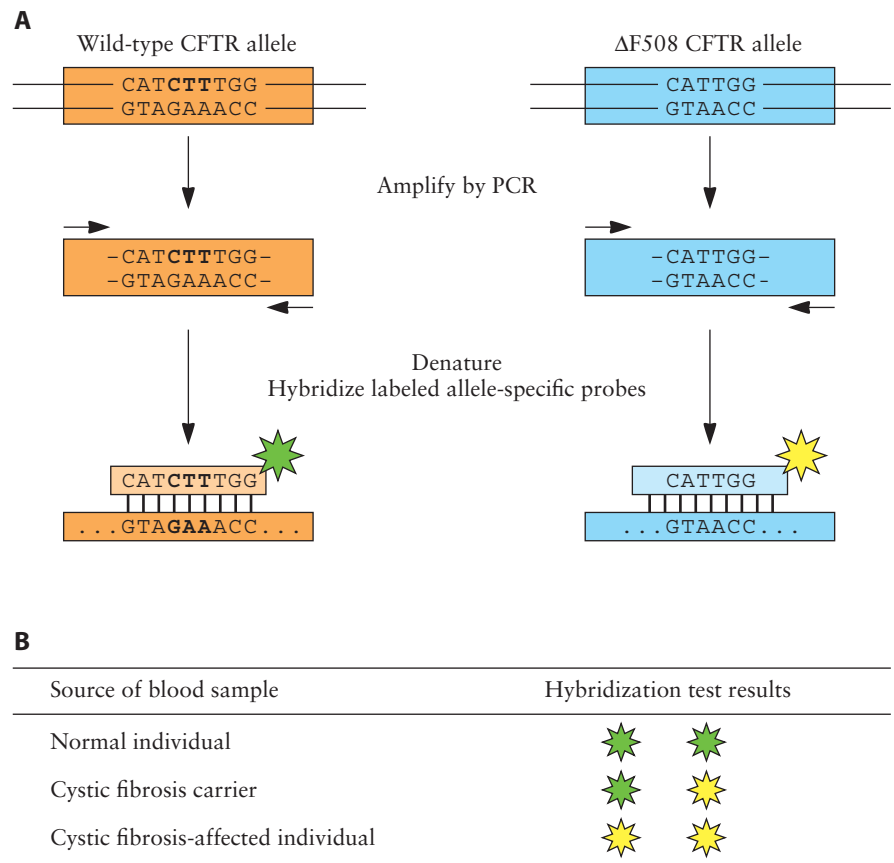 A
Wild-type CFTR allele
ΔF508 CFTR allele
CATCTTTGG
GTAGAAACC
CATTGG
GTAACC
Amplify by PCR
–CATCTTTGG–
–GTAGAAACC–
–CATTGG–
–GTAACC–
Denature
Hybridize labeled allele-specific probes
CATCTTTGG
...GTAGAAACC...
CATTGG
...GTAACC...
B
Source of blood sample Hybridization test results
Normal individual
Cystic fibrosis carrier
Cystic fibrosis-affected individual